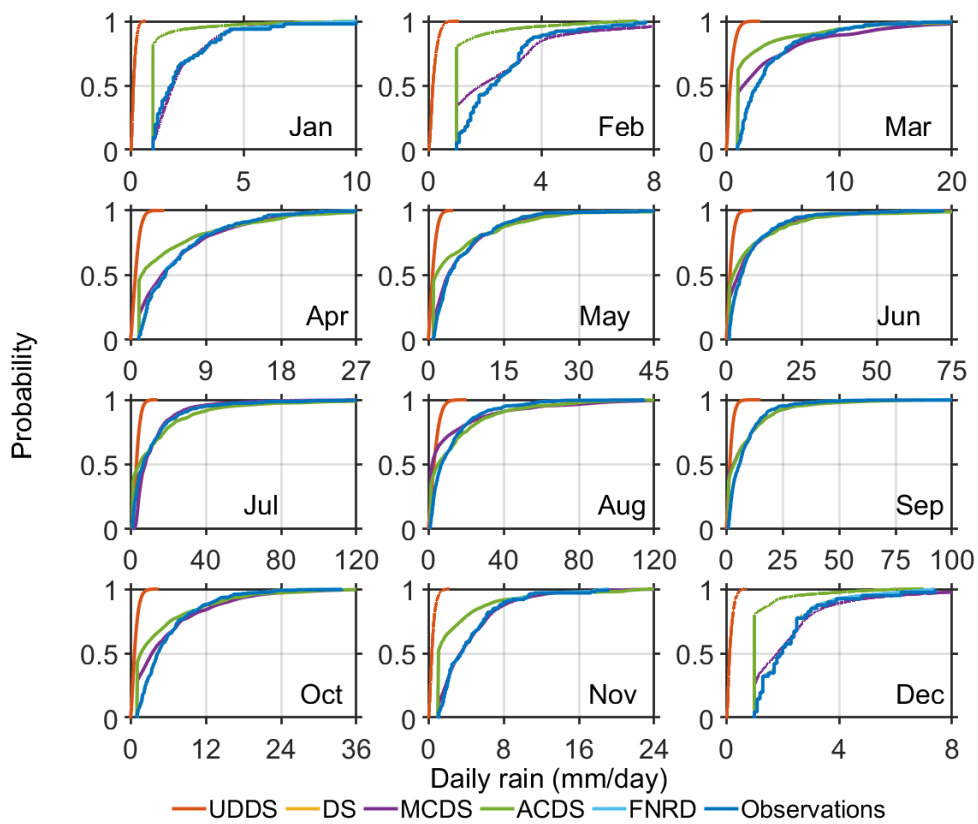 1
0.5
0
Jan
0 5 10
1
0.5
0
Feb
0 4 8
1
0.5
0
Mar
0 10 20
1
0.5
0
Apr
0 9 18 27
1
0.5
0
May
0 15 30 45
1
0.5
0
Jun
0 25 50 75
Probability
1
0.5
0
Jul
0 40 80 120
1
0.5
0
Aug
0 40 80 120
1
0.5
0
Sep
0 25 50 75 100
1
0.5
0
Oct
0 12 24 36
1
0.5
0
Nov
0 8 16 24
1
0.5
0
Dec
0 4 8
Daily rain (mm/day)
UDDS DS MCDS ACDS FNRD Observations